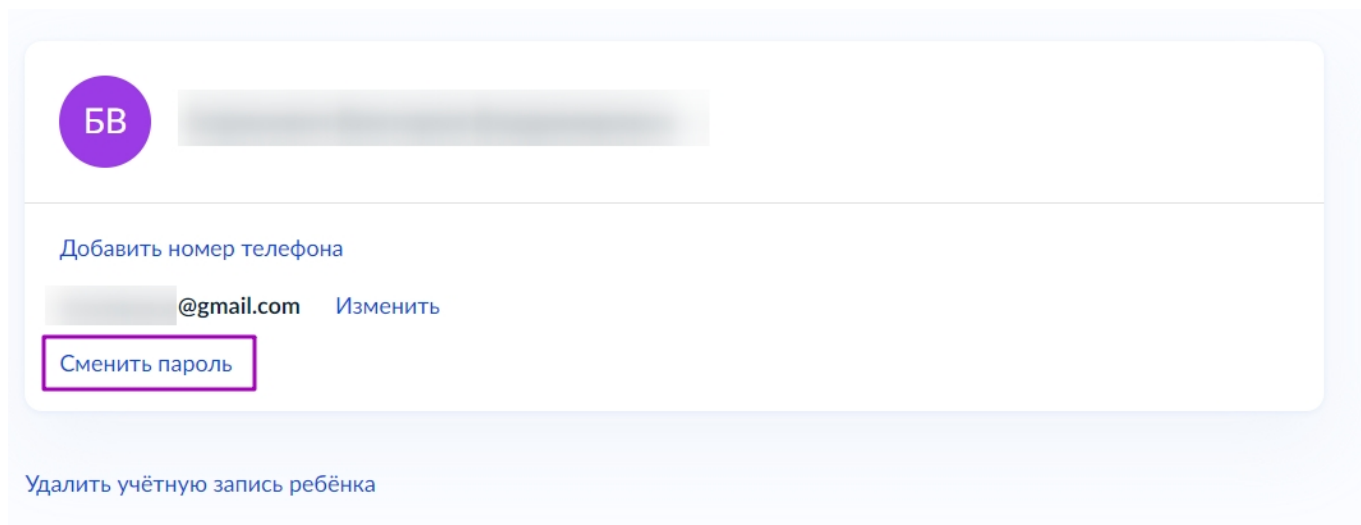 БВ
Добавить номер телефона
@gmail.com Изменить
Сменить пароль
Удалить учётную запись ребёнка